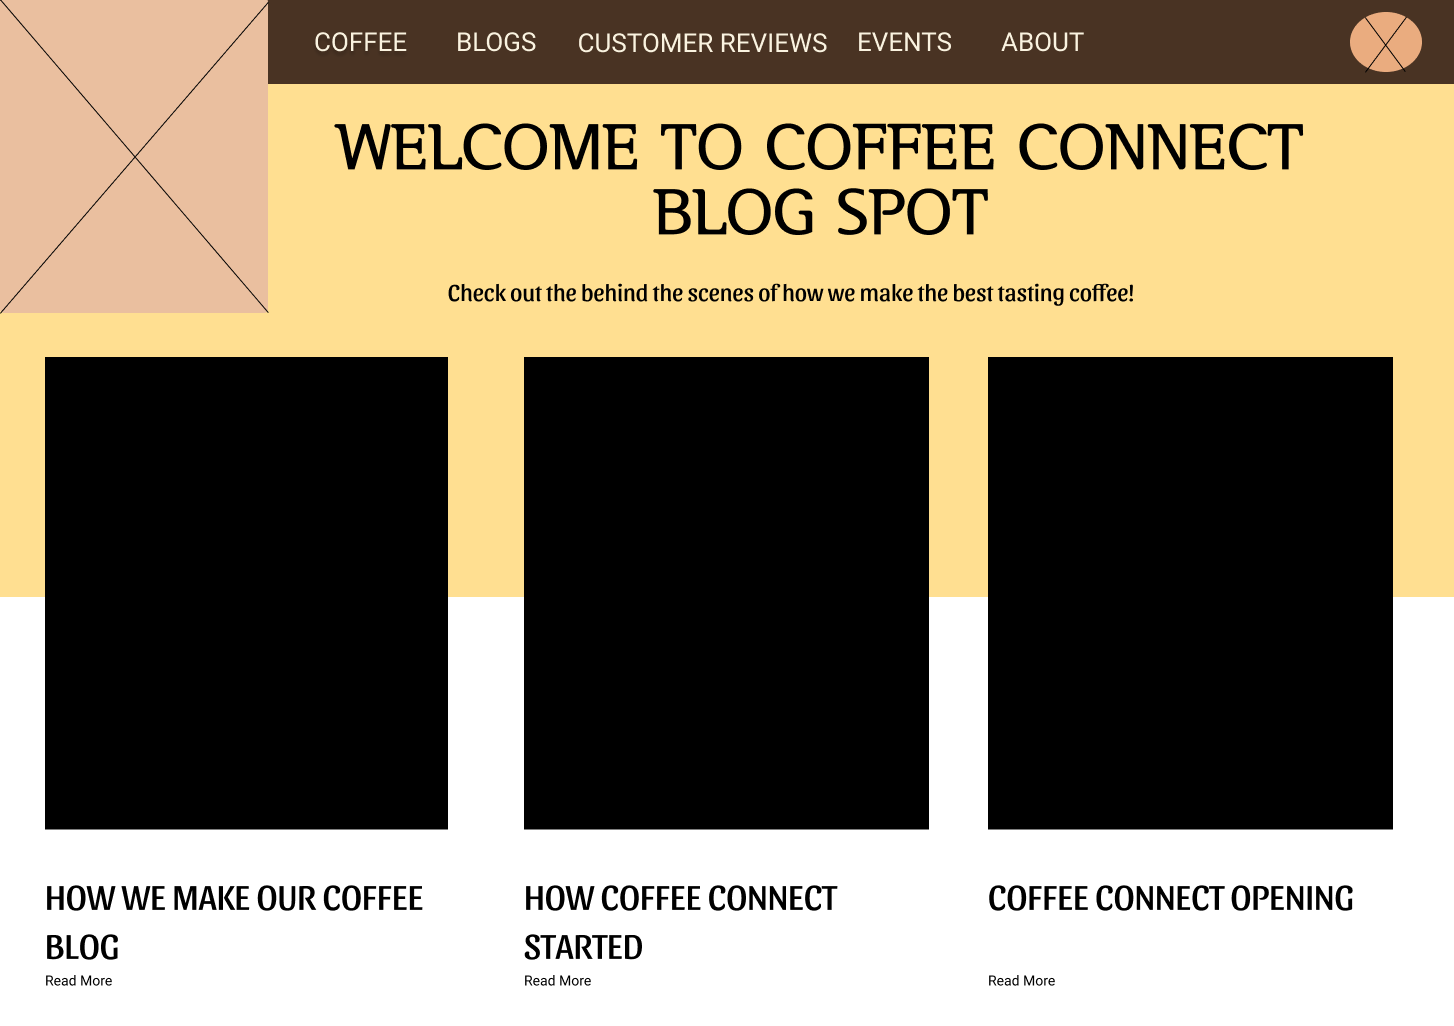 COFFEE BLOGS CUSTOMER REVIEWS EVENTS ABOUT
WELCOME TO COFFEE CONNECT
BLOG SPOT
Check out the behind the scenes of how we make the best tasting coffee!
HOW WE MAKE OUR COFFEE
BLOG
Read More
HOW COFFEE CONNECT
STARTED
Read More
COFFEE CONNECT OPENING
Read More